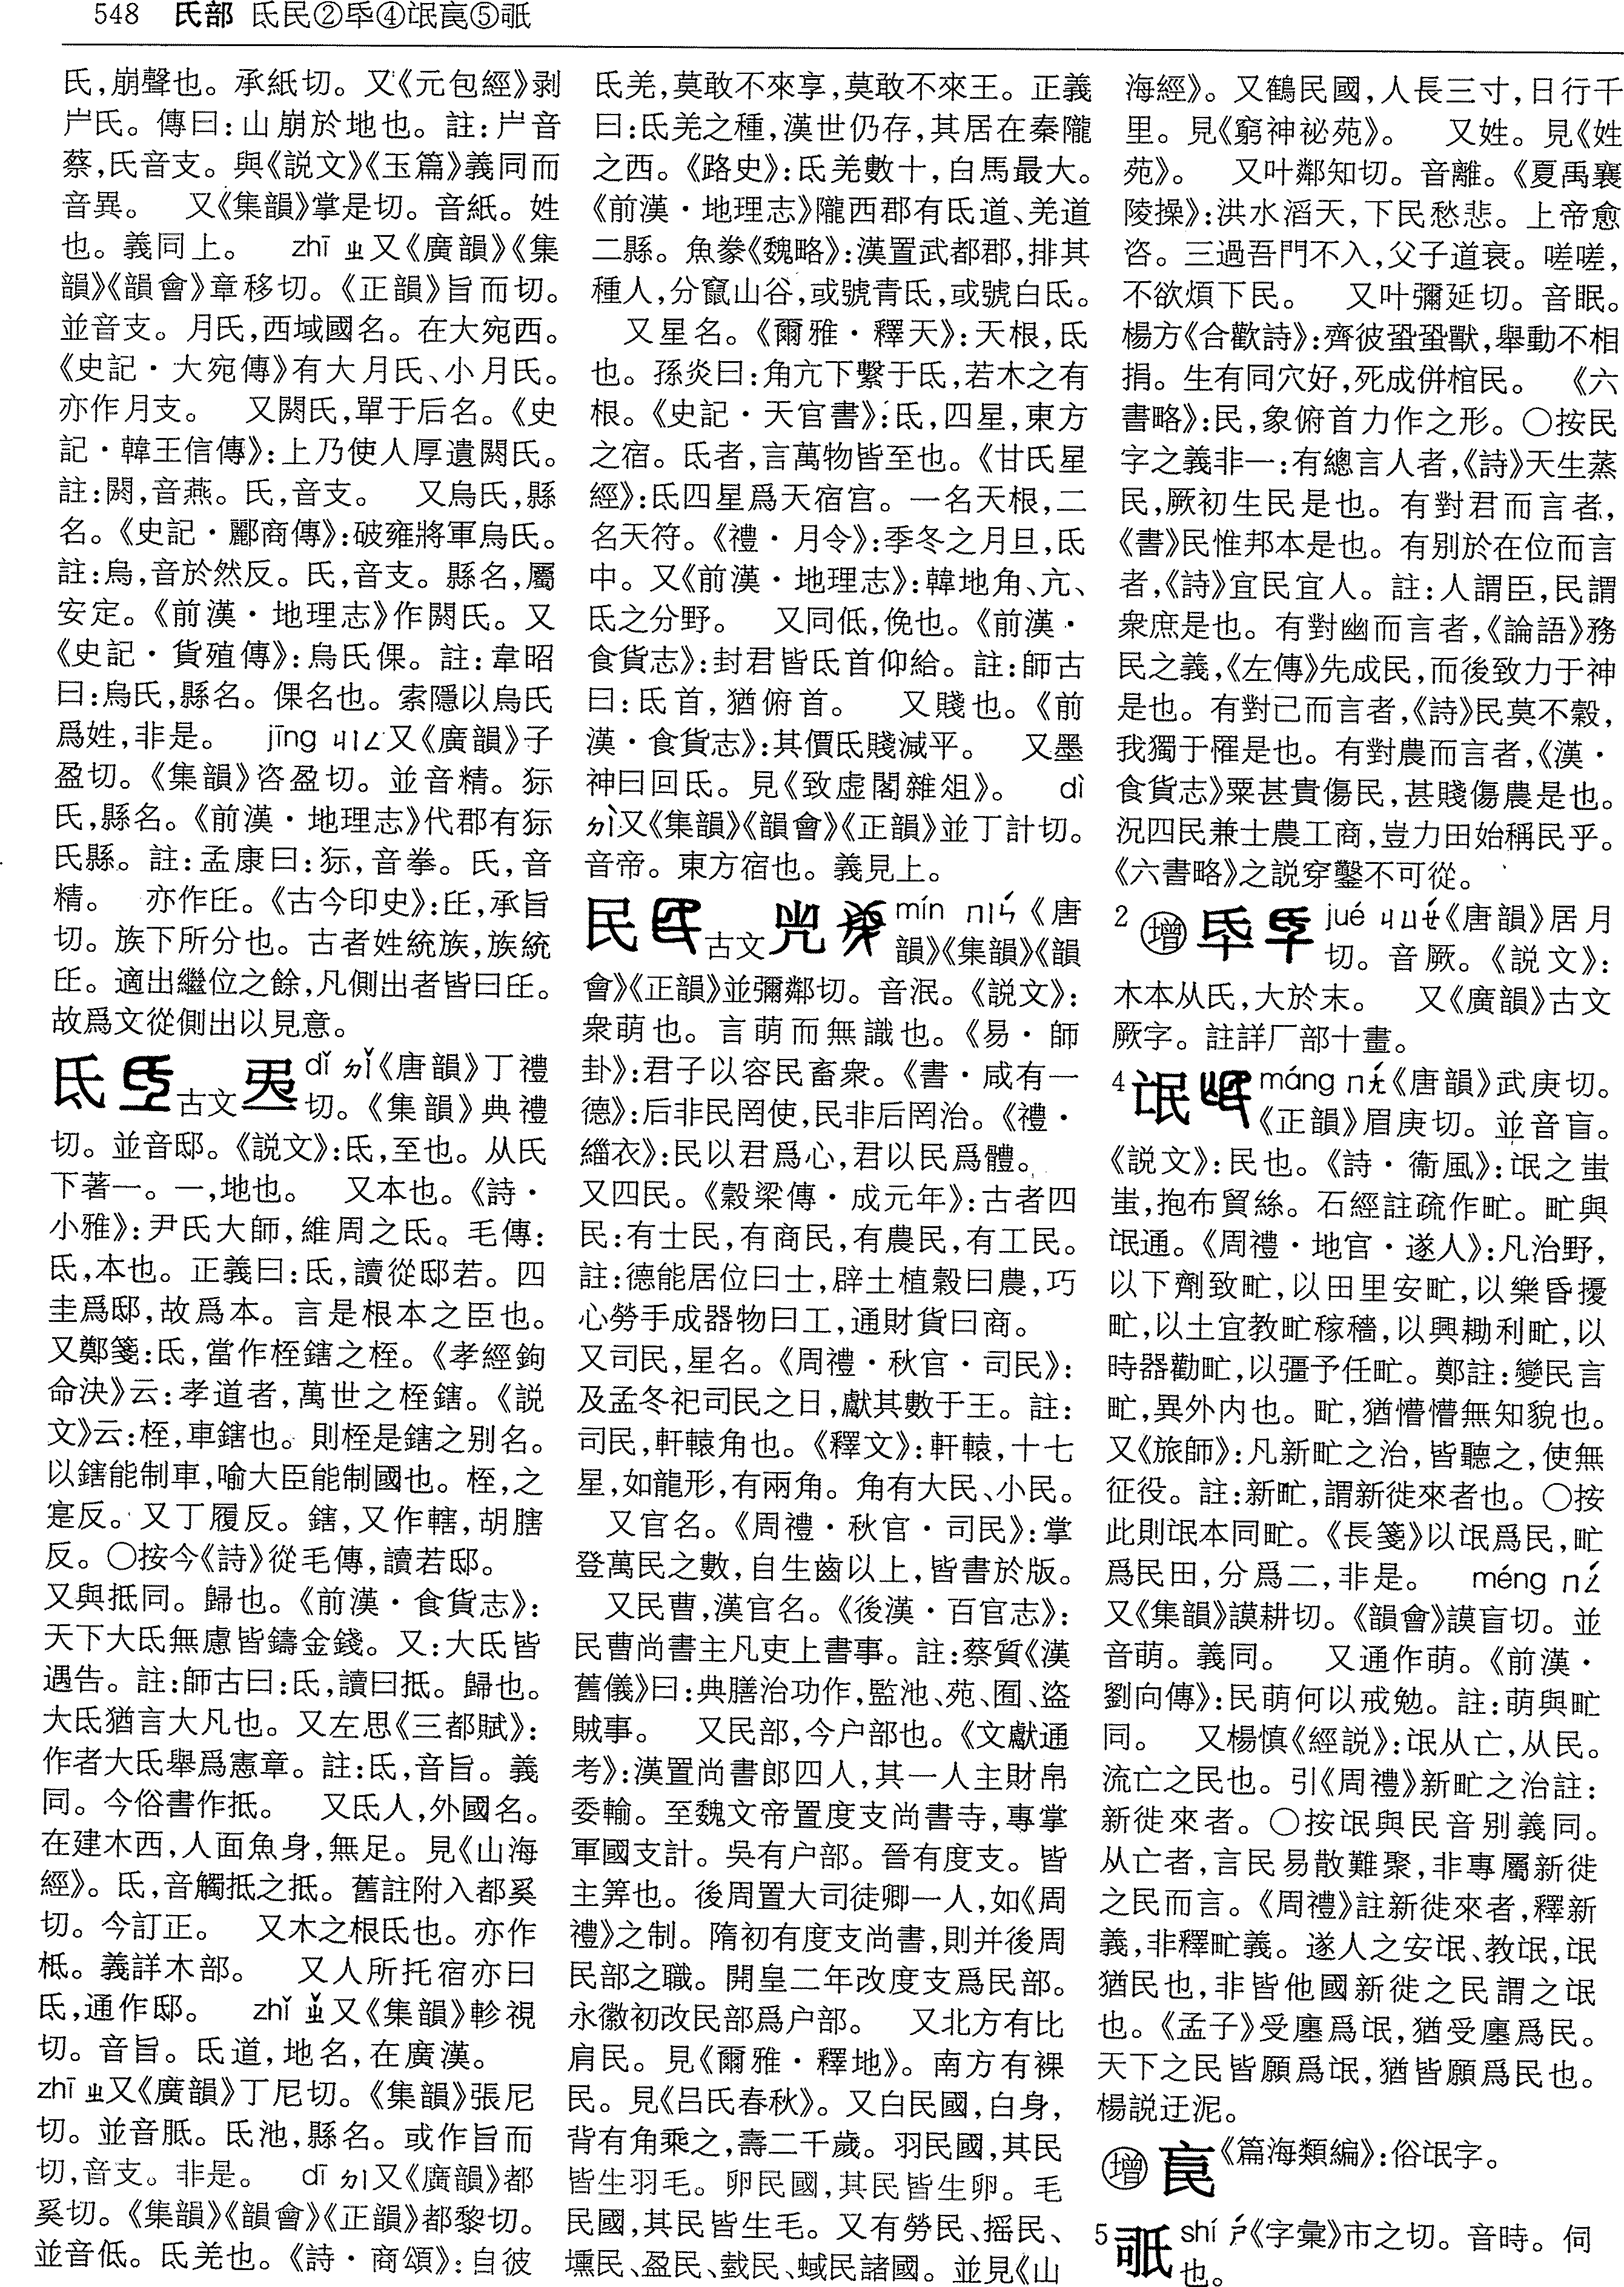 548 氏部 氐民②氒④氓䀮⑤䟗
氏,崩聲也。承紙切。又《元包經》剥
屵氏。傳曰:山崩於地也。註:屵音
蔡,氏音支。與《説文》《玉篇》義同而
音異。 又《集韻》掌是切。音紙。姓
也。義同上。 zhī ㄓ又《廣韻》《集
韻》《韻會》章移切。《正韻》旨而切。
並音支。月氏,西域國名。在大宛西。
《史記·大宛傳》有大月氏、小月氏。
亦作月支。 又閼氏,單于后名。《史
記·韓王信傳》:上乃使人厚遺閼氏。
註:閼,音燕。氏,音支。 又烏氏,縣
名。《史記·酈商傳》:破雍將軍烏氏。
註:烏,音於然反。氏,音支。縣名,屬
安定。《前漢·地理志》作閼氏。又
《史記·貨殖傳》:烏氏倮。註:韋昭
曰:烏氏,縣名。倮名也。索隱以烏氏
爲姓,非是。 jīng ㄐㄧㄥ又《廣韻》子
盈切。《集韻》咨盈切。並音精。狋
氏,縣名。《前漢·地理志》代郡有狋
氏縣。註:孟康曰:狋,音拳。氏,音
精。 亦作𠂤。《古今印史》:,承旨
切。族下所分也。古者姓統族,族統
。適出繼位之餘,凡側出者皆曰。
故爲文從側出以見意。
氐 古文 dǐ ㄉㄧˇ《唐韻》丁禮
切。《集韻》典禮
切。並音邸。《説文》:氐,至也。从氏
下著一。一,地也。 又本也。《詩·
小雅》:尹氏大師,維周之氐。毛傳:
氐,本也。正義曰:氐,讀從邸若。四
圭爲邸,故爲本。言是根本之臣也。
又鄭箋:氐,當作桎鎋之桎。《孝經鉤
命決》云:孝道者,萬世之桎鎋。《説
文》云:桎,車鎋也。則桎是鎋之别名。
以鎋能制車,喻大臣能制國也。桎,之
寔反。又丁履反。鎋,又作轄,胡瞎
反。○按今《詩》從毛傳,讀若邸。
又與抵同。歸也。《前漢·食貨志》:
天下大氐無慮皆鑄金錢。又:大氐皆
遇告。註:師古曰:氐,讀曰抵。歸也。
大氐猶言大凡也。又左思《三都賦》:
作者大氐舉爲憲章。註:氐,音旨。義
同。今俗書作抵。 又氐人,外國名。
在建木西,人面魚身,無足。見《山海
經》。氐,音觸抵之抵。舊註附入都奚
切。今訂正。 又木之根氐也。亦作
柢。義詳木部。 又人所托宿亦曰
氐,通作邸。 zhǐ ㄓˇ又《集韻》軫視
切。音旨。氐道,地名,在廣漢。
zhī ㄓ又《廣韻》丁尼切。《集韻》張尼
切。並音胝。氐池,縣名。或作旨而
切,音支。非是。 dī ㄉㄧ又《廣韻》都
奚切。《集韻》《韻會》《正韻》都黎切。
並音低。氐羌也。《詩·商頌》:自彼
氐羌,莫敢不來享,莫敢不來王。正義
曰:氐羌之種,漢世仍存,其居在秦隴
之西。《路史》:氐羌數十,白馬最大。
《前漢·地理志》隴西郡有氐道、羌道
二縣。魚豢《魏略》:漢置武都郡,排其
種人,分竄山谷,或號青氐,或號白氐。
又星名。《爾雅·釋天》:天根,氐
也。孫炎曰:角亢下繫于氐,若木之有
根。《史記·天官書》:氐,四星,東方
之宿。氐者,言萬物皆至也。《甘氏星
經》:氐四星爲天宿宫。一名天根,二
名天符。《禮·月令》:季冬之月旦,氐
中。又《前漢·地理志》:韓地角、亢、
氐之分野。 又同低,俛也。《前漢·
食貨志》:封君皆氐首仰給。註:師古
曰:氐首,猶俯首。 又賤也。《前
漢·食貨志》:其價氐賤減平。 又墨
神曰回氐。見《致虚閣雜俎》。 dì
ㄉㄧˋ又《集韻》《韻會》《正韻》並丁計切。
音帝。東方宿也。義見上。
民 古文 mín ㄇㄧㄣˊ《唐
韻》《集韻》《韻
會》《正韻》並彌鄰切。音泯。《説文》:
衆萌也。言萌而無識也。《易·師
卦》:君子以容民畜衆。《書·咸有一
德》:后非民罔使,民非后罔治。《禮·
緇衣》:民以君爲心,君以民爲體。
又四民。《穀梁傳·成元年》:古者四
民:有士民,有商民,有農民,有工民。
註:德能居位曰士,辟土植穀曰農,巧
心勞手成器物曰工,通財貨曰商。
又司民,星名。《周禮·秋官·司民》:
及孟冬祀司民之日,獻其數于王。註:
司民,軒轅角也。《釋文》:軒轅,十七
星,如龍形,有兩角。角有大民、小民。
又官名。《周禮·秋官·司民》:掌
登萬民之數,自生齒以上,皆書於版。
又民曹,漢官名。《後漢·百官志》:
民曹尚書主凡吏上書事。註:蔡質《漢
舊儀》曰:典膳治功作,監池、苑、囿、盜
賊事。 又民部,今户部也。《文獻通
考》:漢置尚書郎四人,其一人主財帛
委輸。至魏文帝置度支尚書寺,專掌
軍國支計。吳有户部。晉有度支。皆
主筭也。後周置大司徒卿一人,如《周
禮》之制。隋初有度支尚書,則并後周
民部之職。開皇二年改度支爲民部。
永徽初改民部爲户部。 又北方有比
肩民。見《爾雅·釋地》。南方有裸
民。見《吕氏春秋》。又白民國,白身,
背有角乘之,壽二千歲。羽民國,其民
皆生羽毛。卵民國,其民皆生卵。毛
民國,其民皆生毛。又有勞民、摇民、
壎民、盈民、臷民、蜮民諸國。並見《山
海經》。又鶴民國,人長三寸,日行千
里。見《窮神祕苑》。 又姓。見《姓
苑》。 又叶鄰知切。音離。《夏禹襄
陵操》:洪水滔天,下民愁悲。上帝愈
咨。三過吾門不入,父子道衰。嗟嗟,
不欲煩下民。 又叶彌延切。音眠。
楊方《合歡詩》:齊彼蛩蛩獸,舉動不相
捐。生有同穴好,死成併棺民。 《六
書略》:民,象俯首力作之形。○按民
字之義非一:有總言人者,《詩》天生蒸
民,厥初生民是也。有對君而言者,
《書》民惟邦本是也。有别於在位而言
者,《詩》宜民宜人。註:人謂臣,民謂
衆庶是也。有對幽而言者,《論語》務
民之義,《左傳》先成民,而後致力于神
是也。有對己而言者,《詩》民莫不穀,
我獨于罹是也。有對農而言者,《漢·
食貨志》粟甚貴傷民,甚賤傷農是也。
況四民兼士農工商,豈力田始稱民乎。
《六書略》之説穿鑿不可從。
2 增 氒 jué ㄐㄩㄝˊ《唐韻》居月
切。音厥。《説文》:
木本从氏,大於末。 又《廣韻》古文
厥字。註詳厂部十畫。
4 氓 máng ㄇㄤˊ《唐韻》武庚切。
《正韻》眉庚切。並音盲。
《説文》:民也。《詩·衞風》:氓之蚩
蚩,抱布貿絲。石經註疏作甿。甿與
氓通。《周禮·地官·遂人》:凡治野,
以下劑致甿,以田里安甿,以樂昏擾
甿,以土宜教甿稼穡,以興耡利甿,以
時器勸甿,以彊予任甿。鄭註:變民言
甿,異外内也。甿,猶懵懵無知貌也。
又《旅師》:凡新甿之治,皆聽之,使無
征役。註:新甿,謂新徙來者也。○按
此則氓本同甿。《長箋》以氓爲民,甿
爲民田,分爲二,非是。 méng ㄇㄥˊ
又《集韻》謨耕切。《韻會》謨盲切。並
音萌。義同。 又通作萌。《前漢·
劉向傳》:民萌何以戒勉。註:萌與甿
同。 又楊慎《經説》:氓从亡,从民。
流亡之民也。引《周禮》新甿之治註:
新徙來者。○按氓與民音别義同。
从亡者,言民易散難聚,非專屬新徙
之民而言。《周禮》註新徙來者,釋新
義,非釋甿義。遂人之安氓、教氓,氓
猶民也,非皆他國新徙之民謂之氓
也。《孟子》受廛爲氓,猶受廛爲民。
天下之民皆願爲氓,猶皆願爲民也。
楊説迂泥。
增 《篇海類編》:俗氓字。
5 shí ㄕˊ《字彙》市之切。音時。伺
也。